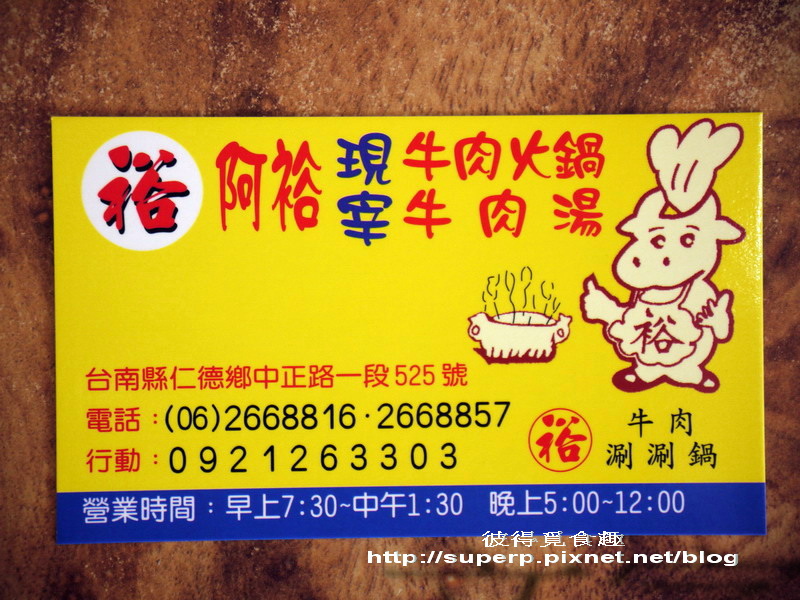 裕
阿裕 現宰 牛肉火鍋
牛肉湯
裕
台南縣仁德鄉中正路一段525號
電話：(06)2668816·2668857
行動：0921263303
裕 牛肉
涮涮鍋
營業時間：早上7:30~中午1:30 晚上5:00~12:00
彼得覓食趣
http://superp.pixnet.net/blog